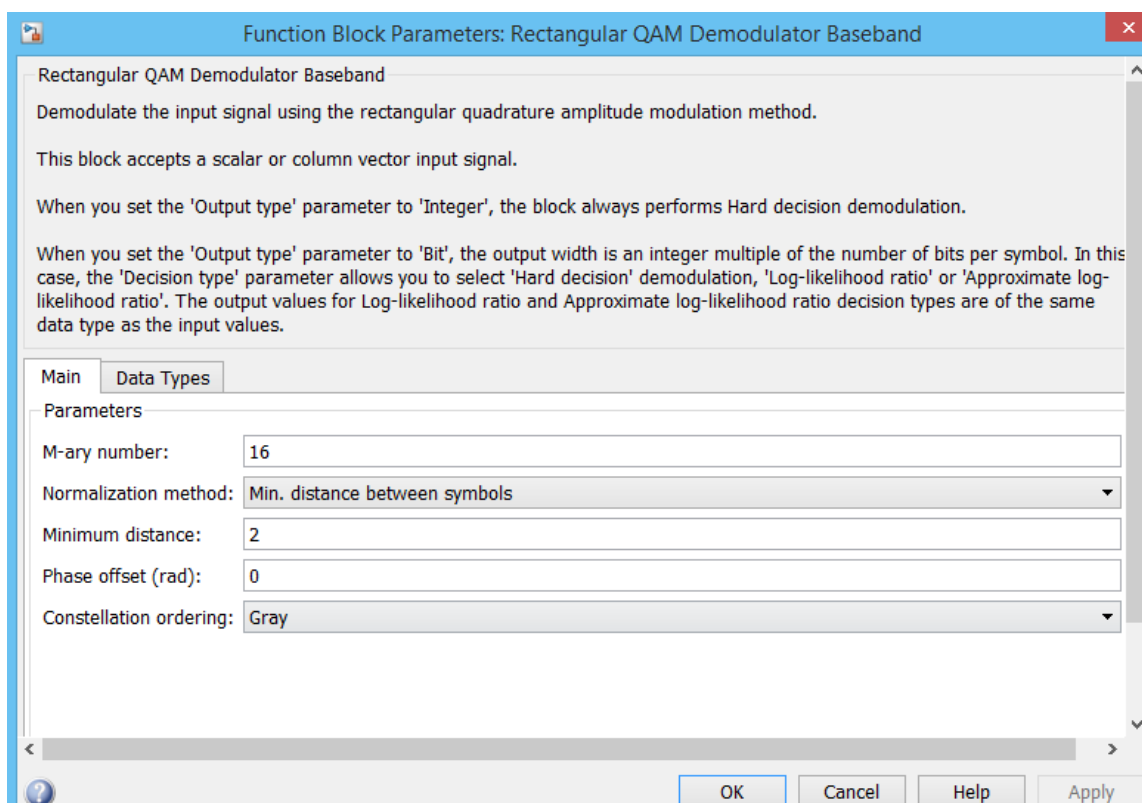 Function Block Parameters: Rectangular QAM Demodulator Baseband
Rectangular QAM Demodulator Baseband
Demodulate the input signal using the rectangular quadrature amplitude modulation method.
This block accepts a scalar or column vector input signal.
When you set the 'Output type' parameter to 'Integer', the block always performs Hard decision demodulation.
When you set the 'Output type' parameter to 'Bit', the output width is an integer multiple of the number of bits per symbol. In this
case, the 'Decision type' parameter allows you to select 'Hard decision' demodulation, 'Log-likelihood ratio' or 'Approximate log-
likelihood ratio'. The output values for Log-likelihood ratio and Approximate log-likelihood ratio decision types are of the same
data type as the input values.
Main Data Types
Parameters
M-ary number: 16
Normalization method: Min. distance between symbols
Minimum distance: 2
Phase offset (rad): 0
Constellation ordering: Gray
? OK Cancel Help Apply